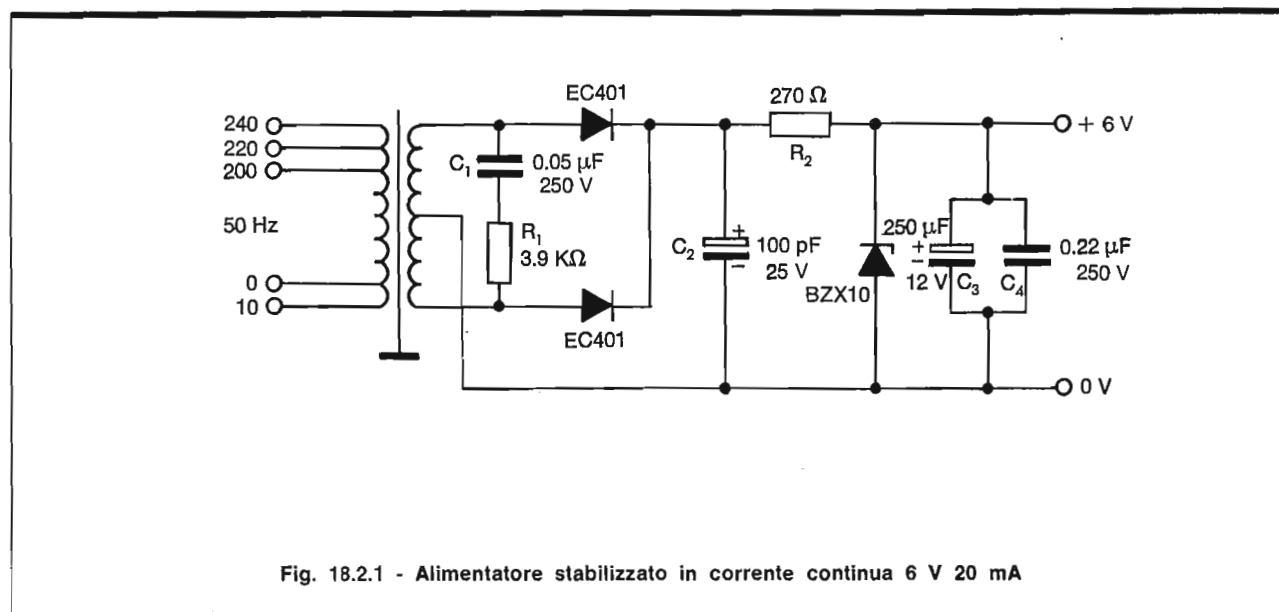 240
220
200
50 Hz
0
10
EC401
C1
0.05 µF
250 V
R1
3.9 KΩ
EC401
C2
+
−
100 pF
25 V
270 Ω
R2
BZX10
250 µF
+
−
12 V
C3
C4
0.22 µF
250 V
+ 6 V
0 V
Fig. 18.2.1 - Alimentatore stabilizzato in corrente continua 6 V 20 mA